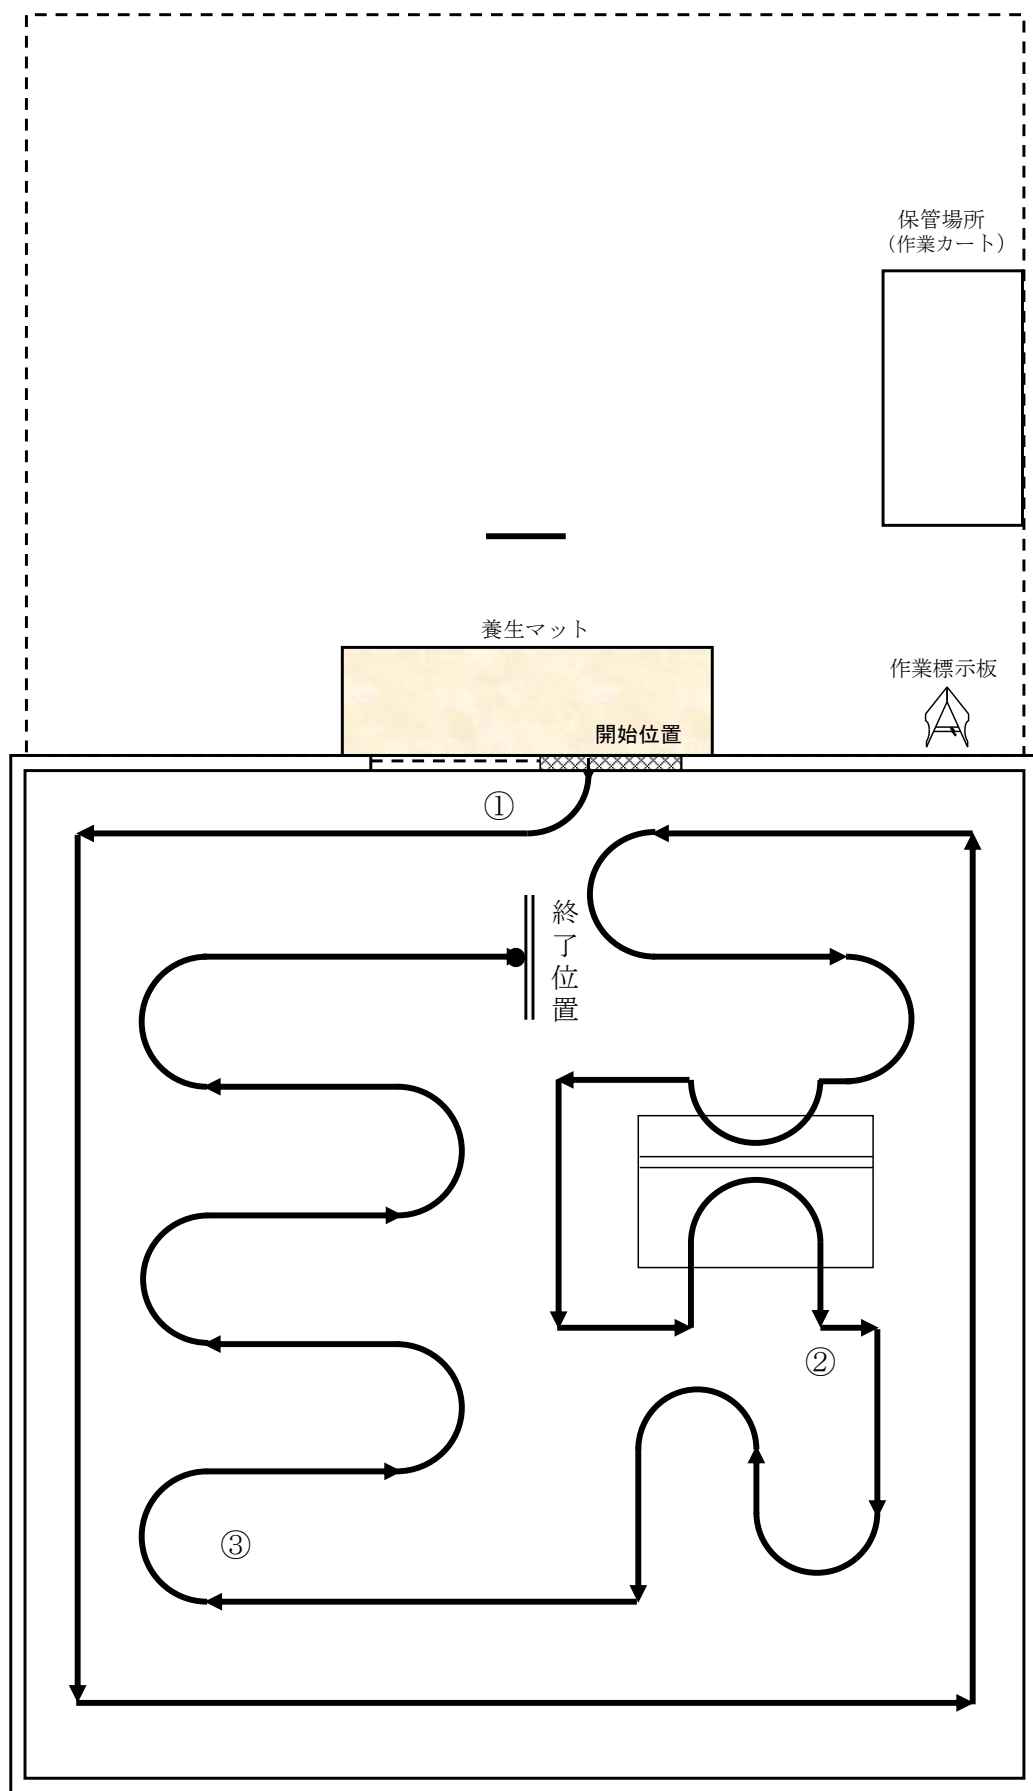 保管場所
（作業カート）
養生マット
作業標示板
開始位置
①
終了位置
②
③